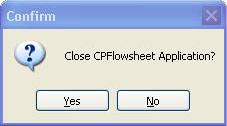 Confirm
Close CPFlowsheet Application?
Yes
No